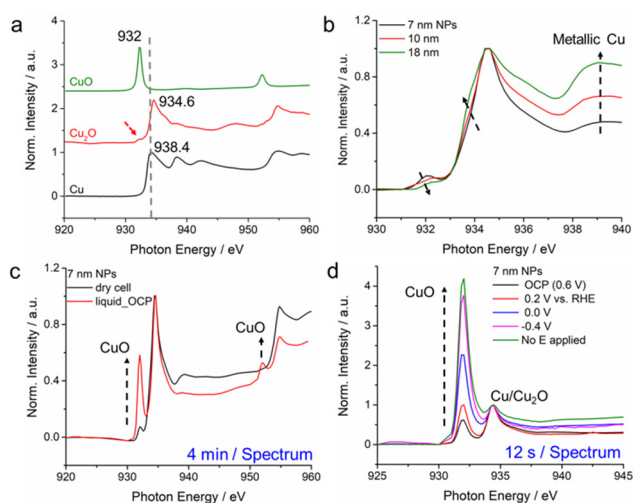 a
932
CuO
934.6
Cu₂O
938.4
Cu
Norm. Intensity / a.u.
4
3
2
1
0
920 930 940 950 960
Photon Energy / eV
b
7 nm NPs
10 nm
18 nm
Metallic Cu
Norm. Intensity / a.u.
1.0
0.5
0.0
930 932 934 936 938 940
Photon Energy / eV
c
7 nm NPs
dry cell
liquid_OCP
CuO
CuO
4 min / Spectrum
Norm. Intensity / a.u.
1.0
0.5
0.0
920 930 940 950 960
Photon Energy / eV
d
7 nm NPs
OCP (0.6 V)
0.2 V vs. RHE
0.0 V
-0.4 V
No E applied
CuO
Cu/Cu₂O
12 s / Spectrum
Norm. Intensity / a.u.
4
3
2
1
0
925 930 935 940 945
Photon Energy / eV